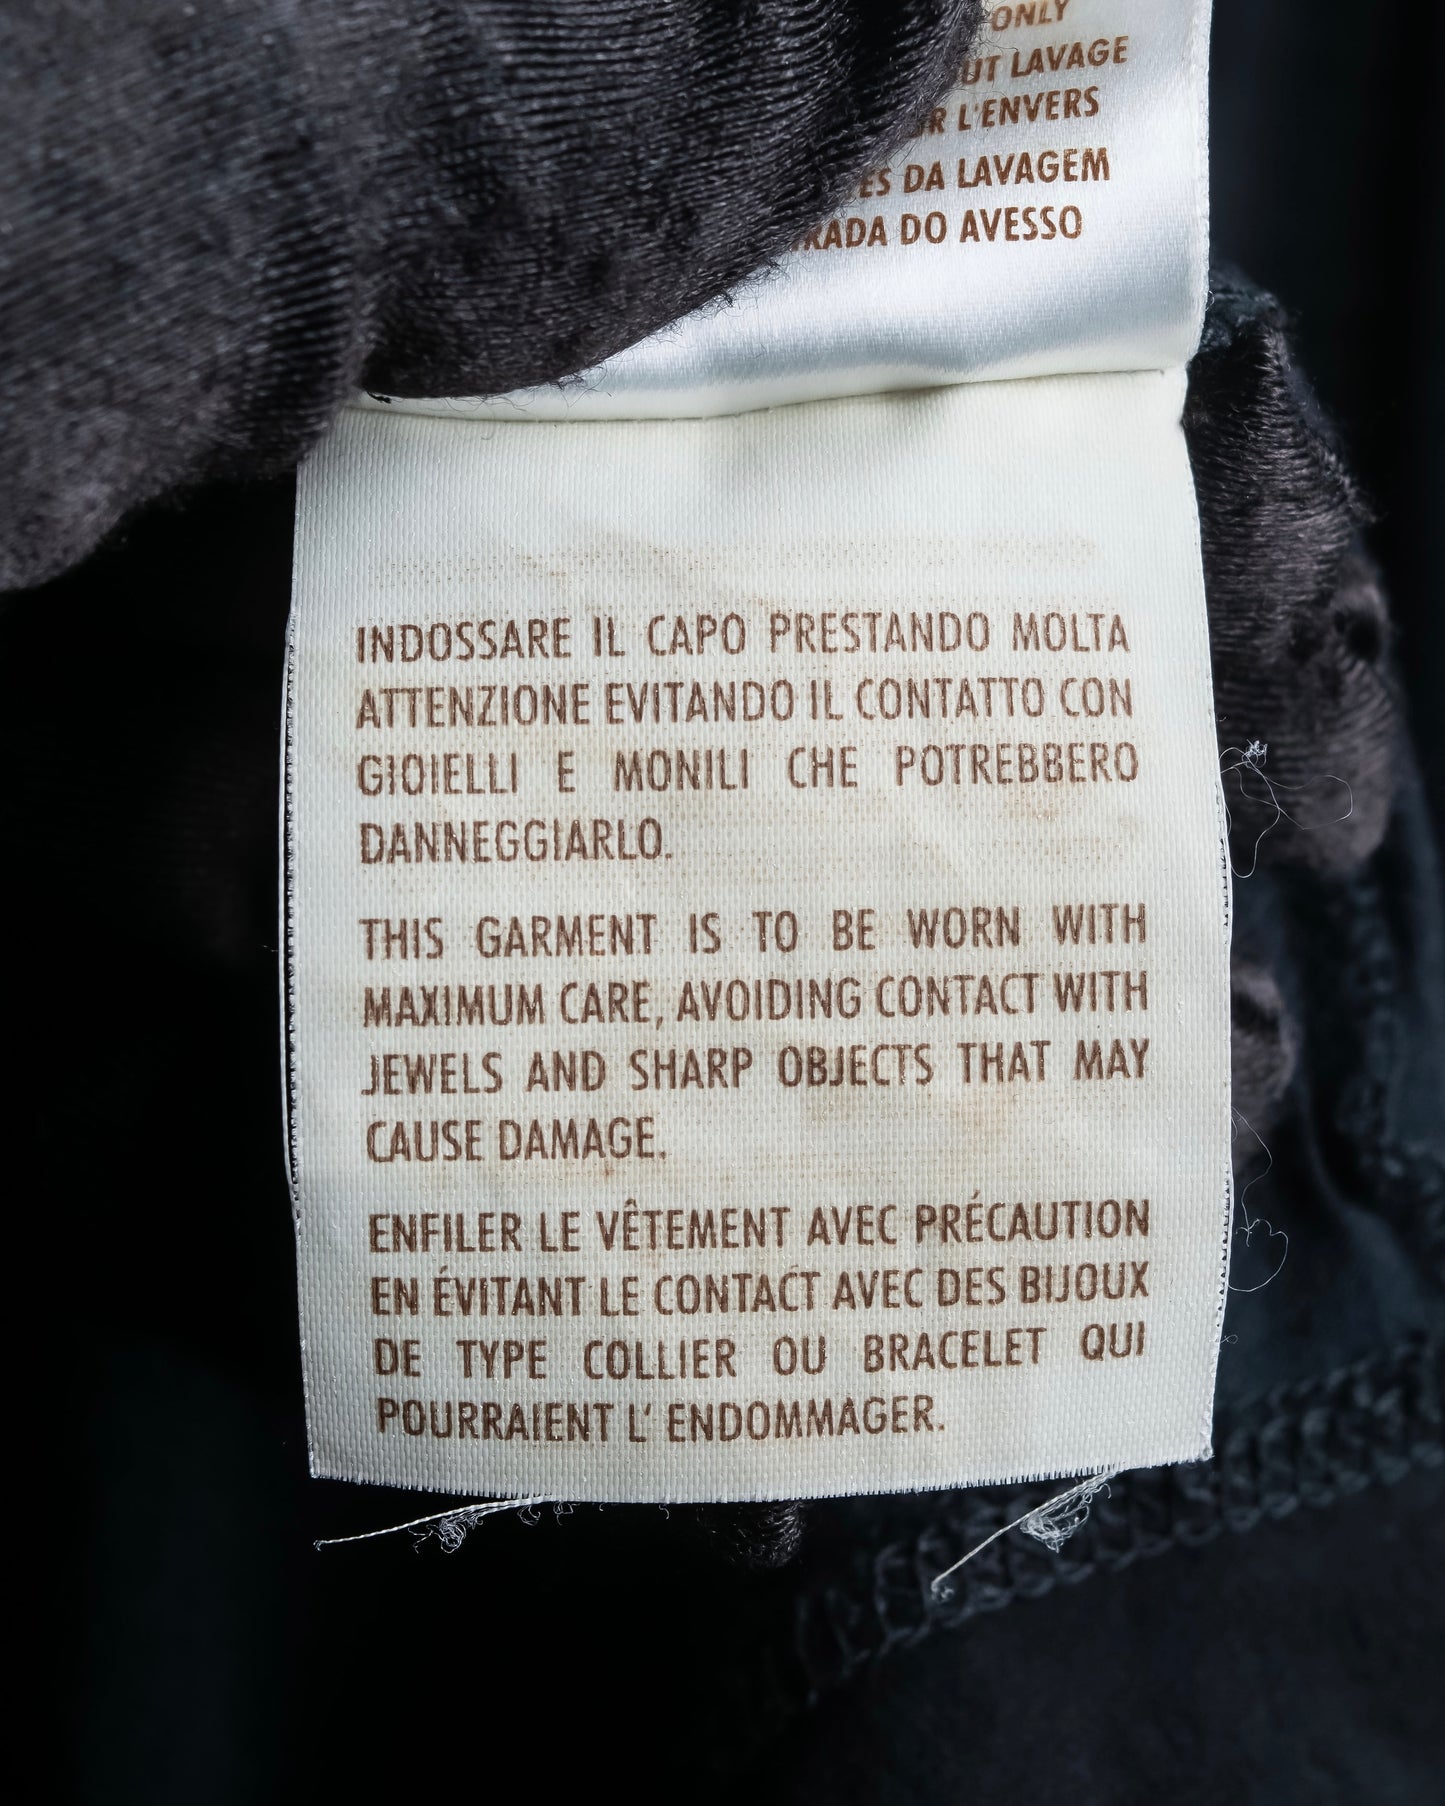 ONLY
LAVAGE
L'ENVERS
DA LAVAGEM
DO AVESSO
INDOSSARE IL CAPO PRESTANDO MOLTA
ATTENZIONE EVITANDO IL CONTATTO CON
GIOIELLI E MONILI CHE POTREBBERO
DANNEGGIARLO.
THIS GARMENT IS TO BE WORN WITH
MAXIMUM CARE, AVOIDING CONTACT WITH
JEWELS AND SHARP OBJECTS THAT MAY
CAUSE DAMAGE.
ENFILER LE VÊTEMENT AVEC PRÉCAUTION
EN ÉVITANT LE CONTACT AVEC DES BIJOUX
DE TYPE COLLIER OU BRACELET QUI
POURRAIENT L' ENDOMMAGER.